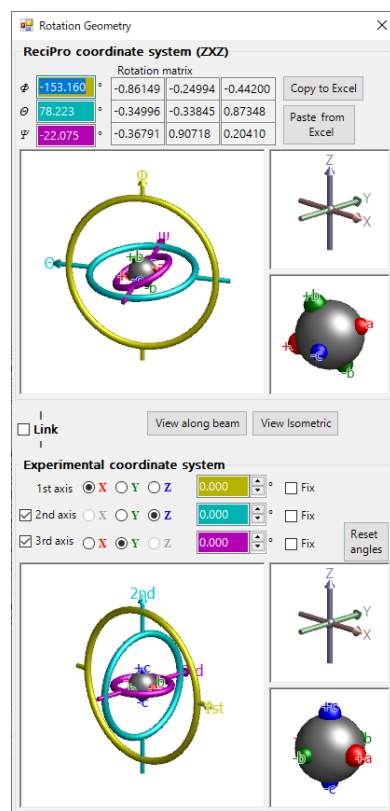 Rotation Geometry
ReciPro coordinate system (ZXZ)
Rotation matrix
Φ -153.160 ° -0.86149 -0.24994 -0.44200 Copy to Excel
Θ 78.223 ° -0.34996 -0.33845 0.87348 Paste from Excel
Ψ -22.075 ° -0.36791 0.90718 0.20410
Φ
Ψ
Θ
+b
-c
-b
Z
Y
X
+b
-a
-c
-b
Link
View along beam View Isometric
Experimental coordinate system
1st axis X Y Z 0.000 ° Fix
2nd axis X Y Z 0.000 ° Fix
3rd axis X Y Z 0.000 ° Fix
Reset angles
2nd
+c
-c
1st
Z
Y
X
+c
-b
+a
b
-c